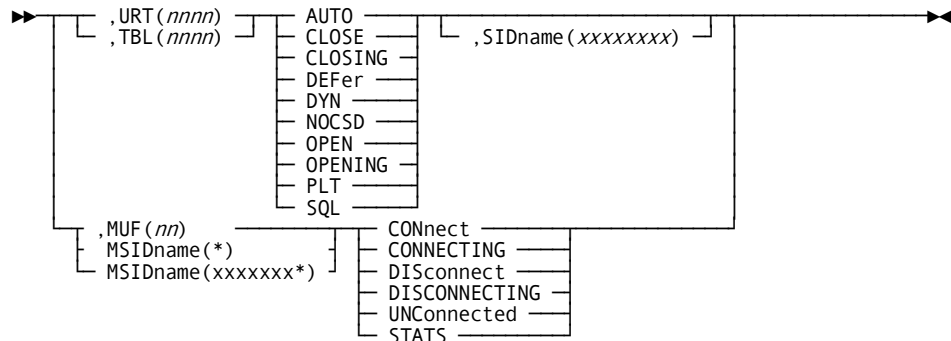 ,URT(nnnn) AUTO
,TBL(nnnn) CLOSE ,SIDname(xxxxxxxx)
CLOSING
DEFer
DYN
NOCSD
OPEN
OPENING
PLT
SQL
,MUF(nn) CONnect
MSIDname(*) CONNECTING
MSIDname(xxxxxxx*) DISconnect
DISCONNECTING
UNConnected
STATS